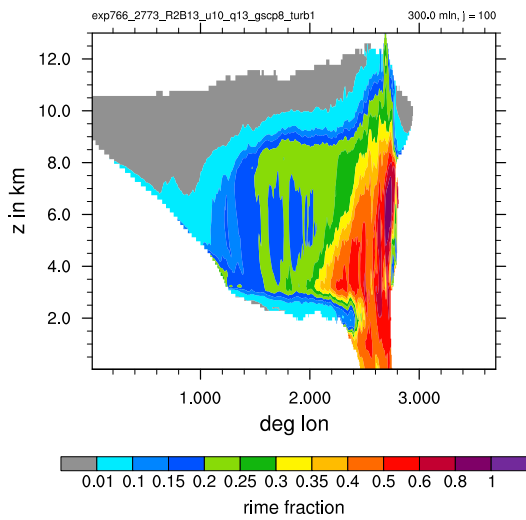 exp766_2773_R2B13_u10_q13_gscp8_turb1 300.0 min, j = 100
12.0
10.0
8.0
6.0
4.0
2.0
z in km
1.000 2.000 3.000
deg lon
0.01 0.1 0.15 0.2 0.25 0.3 0.35 0.4 0.5 0.6 0.8 1
rime fraction